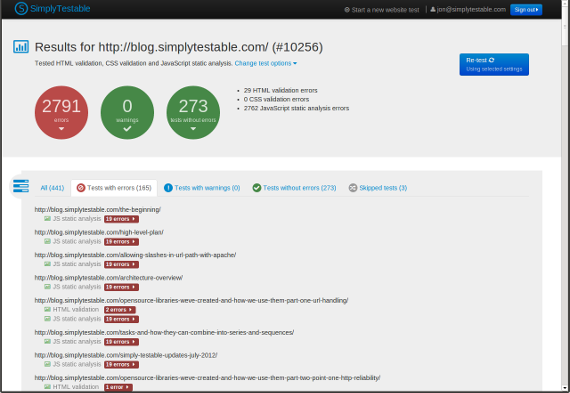 SimplyTestable
Start a new website test
jon@simplytestable.com
Sign out
Results for http://blog.simplytestable.com/ (#10256)
Tested HTML validation, CSS validation and JavaScript static analysis. Change test options
Re-test
Using selected settings
2791
errors
0
warnings
273
tests without errors
29 HTML validation errors
0 CSS validation errors
2762 JavaScript static analysis errors
All (441)
Tests with errors (165)
Tests with warnings (0)
Tests without errors (273)
Skipped tests (3)
http://blog.simplytestable.com/the-beginning/
JS static analysis 19 errors
http://blog.simplytestable.com/high-level-plan/
JS static analysis 19 errors
http://blog.simplytestable.com/allowing-slashes-in-url-path-with-apache/
JS static analysis 19 errors
http://blog.simplytestable.com/architecture-overview/
JS static analysis 19 errors
http://blog.simplytestable.com/opensource-libraries-weve-created-and-how-we-use-them-part-one-url-handling/
HTML validation 2 errors
JS static analysis 19 errors
http://blog.simplytestable.com/tasks-and-how-they-can-combine-into-series-and-sequences/
JS static analysis 19 errors
http://blog.simplytestable.com/simply-testable-updates-july-2012/
JS static analysis 19 errors
http://blog.simplytestable.com/opensource-libraries-weve-created-and-how-we-use-them-part-two-point-one-http-reliability/
HTML validation 1 error